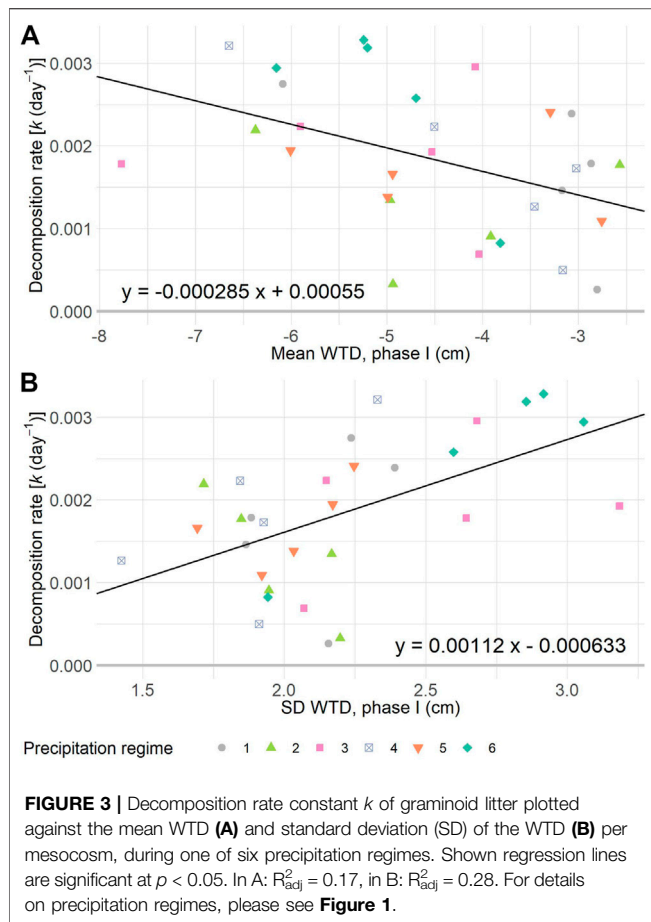 A
Decomposition rate [k (day⁻¹)]
0.003
0.002
0.001
0.000
y = -0.000285 x + 0.00055
-8 -7 -6 -5 -4 -3
Mean WTD, phase I (cm)
B
Decomposition rate [k (day⁻¹)]
0.003
0.002
0.001
0.000
y = 0.00112 x - 0.000633
1.5 2.0 2.5 3.0
SD WTD, phase I (cm)
Precipitation regime 1 2 3 4 5 6
FIGURE 3 | Decomposition rate constant k of graminoid litter plotted
against the mean WTD (A) and standard deviation (SD) of the WTD (B) per
mesocosm, during one of six precipitation regimes. Shown regression lines
are significant at p < 0.05. In A: R²adj = 0.17, in B: R²adj = 0.28. For details
on precipitation regimes, please see Figure 1.